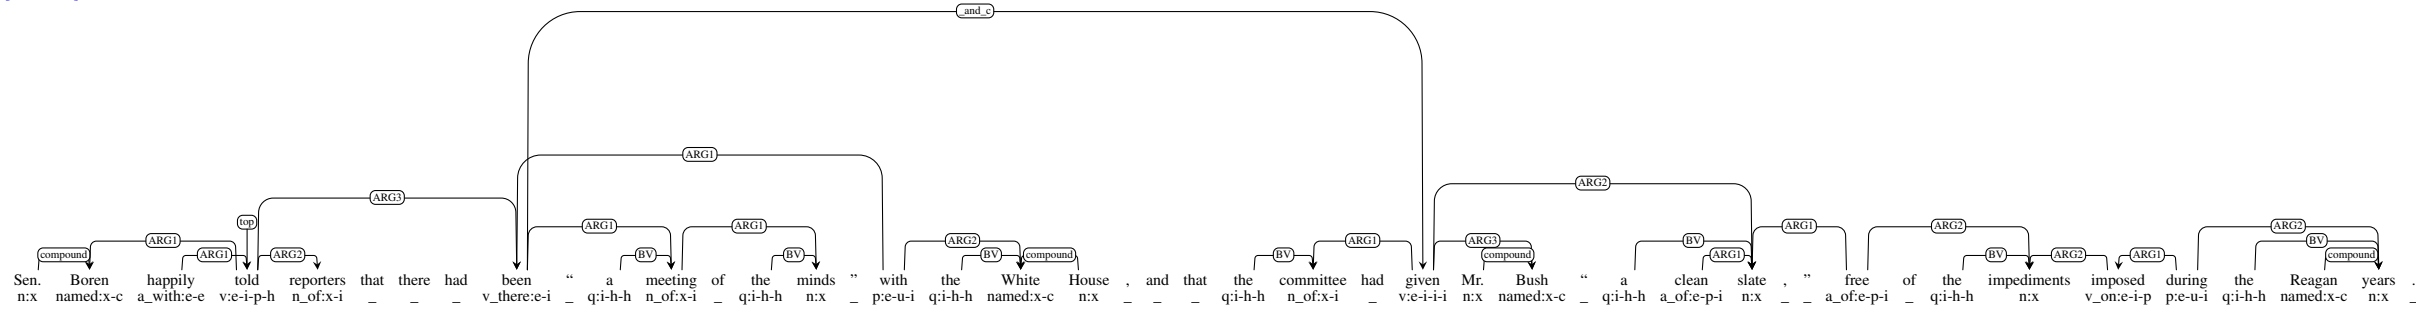 _and_c
ARG1
ARG2
ARG3
top
ARG1 ARG1 ARG1
ARG1 ARG2 ARG1 ARG3 BV ARG2 ARG2
BV
compound ARG1 ARG2 BV BV BV compound BV compound ARG1 BV ARG2 ARG1 compound
Sen. Boren happily told reporters that there had been “ a meeting of the minds ” with the White House , and that the committee had given Mr. Bush “ a clean slate , ” free of the impediments imposed during the Reagan years .
n:x named:x-c a_with:e-e v:e-i-p-h n_of:x-i _ _ _ v_there:e-i _ q:i-h-h n_of:x-i _ q:i-h-h n:x _ p:e-u-i q:i-h-h named:x-c n:x _ _ _ q:i-h-h n_of:x-i _ v:e-i-i-i n:x named:x-c _ q:i-h-h a_of:e-p-i n:x _ _ a_of:e-p-i _ q:i-h-h n:x v_on:e-i-p p:e-u-i q:i-h-h named:x-c n:x _